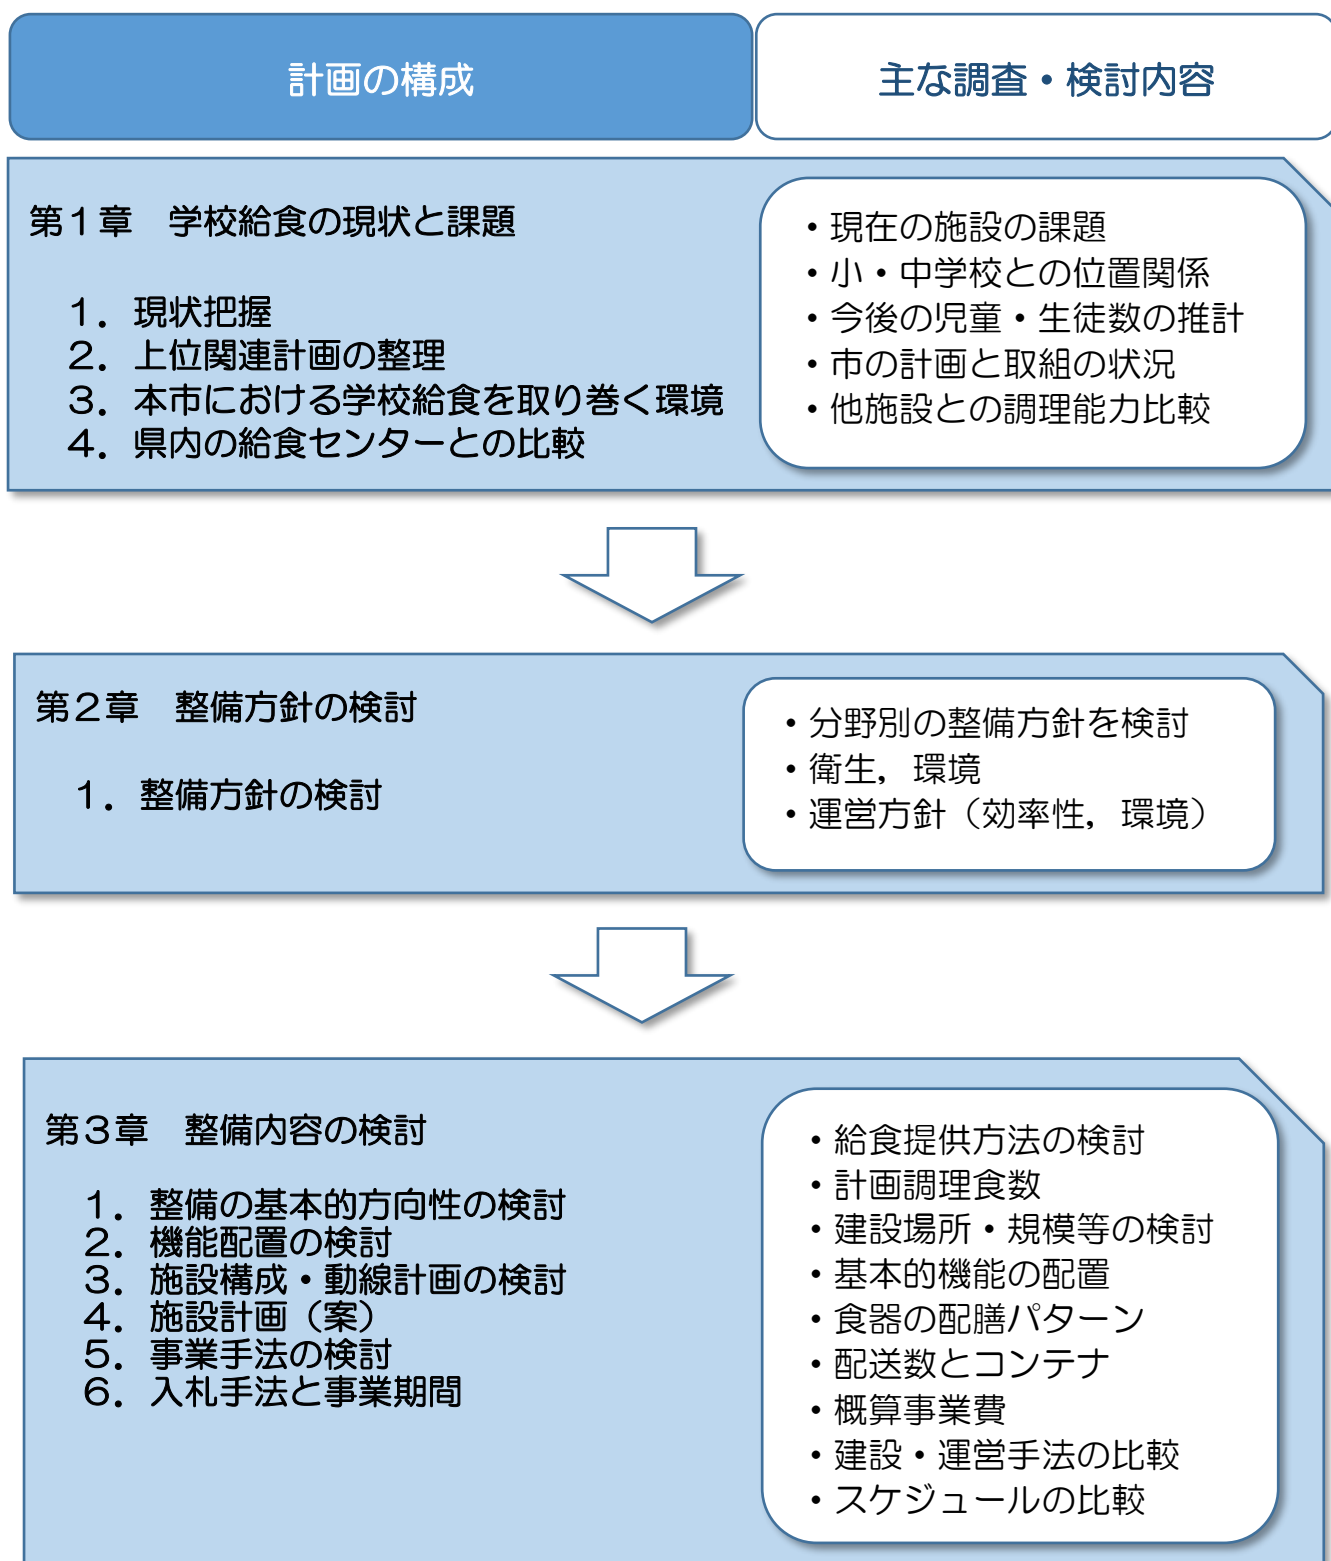 計画の構成
主な調査・検討内容
第1章　学校給食の現状と課題
1．現状把握
2．上位関連計画の整理
3．本市における学校給食を取り巻く環境
4．県内の給食センターとの比較
・現在の施設の課題
・小・中学校との位置関係
・今後の児童・生徒数の推計
・市の計画と取組の状況
・他施設との調理能力比較
第2章　整備方針の検討
1．整備方針の検討
・分野別の整備方針を検討
・衛生，環境
・運営方針（効率性，環境）
第3章　整備内容の検討
1．整備の基本的方向性の検討
2．機能配置の検討
3．施設構成・動線計画の検討
4．施設計画（案）
5．事業手法の検討
6．入札手法と事業期間
・給食提供方法の検討
・計画調理食数
・建設場所・規模等の検討
・基本的機能の配置
・食器の配膳パターン
・配送数とコンテナ
・概算事業費
・建設・運営手法の比較
・スケジュールの比較